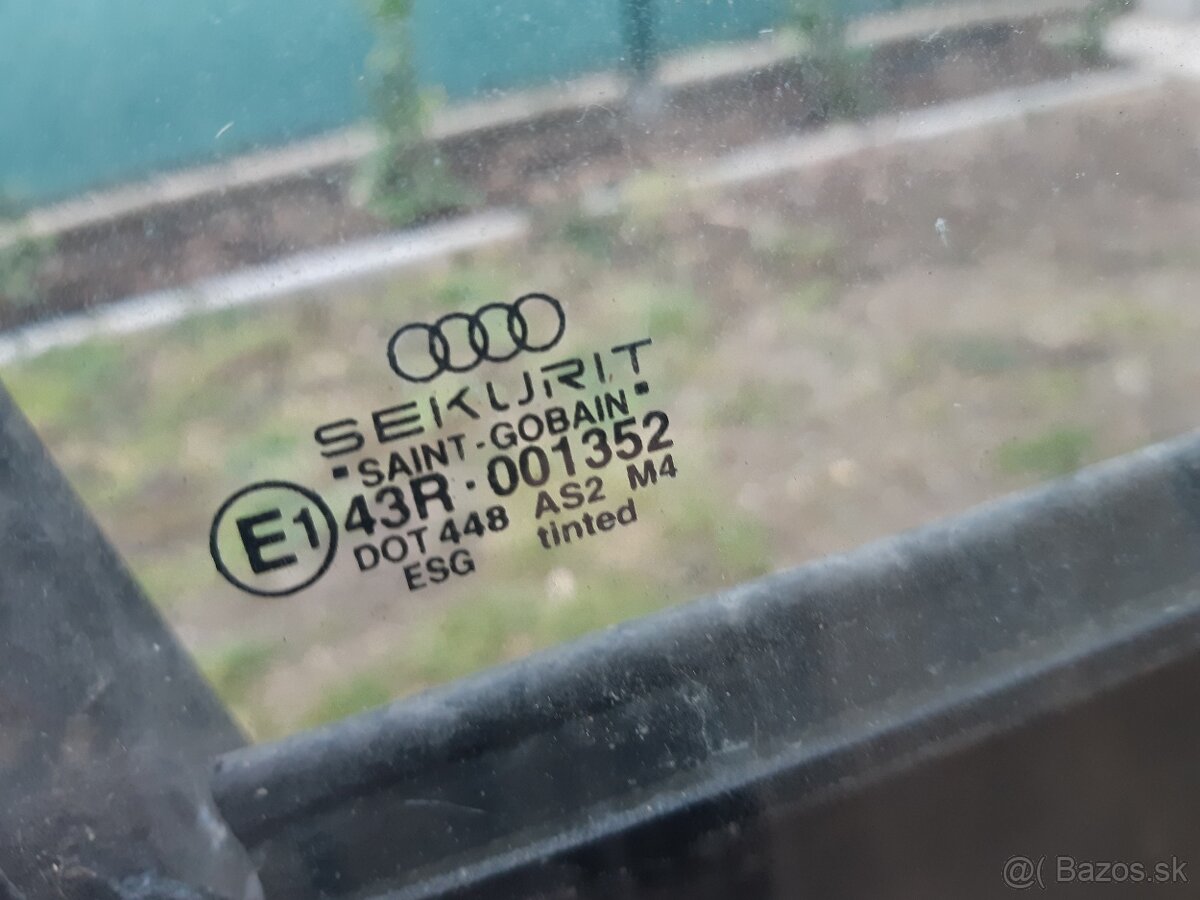 SEKURIT
▪SAINT-GOBAIN▪
E1 43R·001352
DOT 448 AS2 M4
ESG tinted
@( Bazos.sk